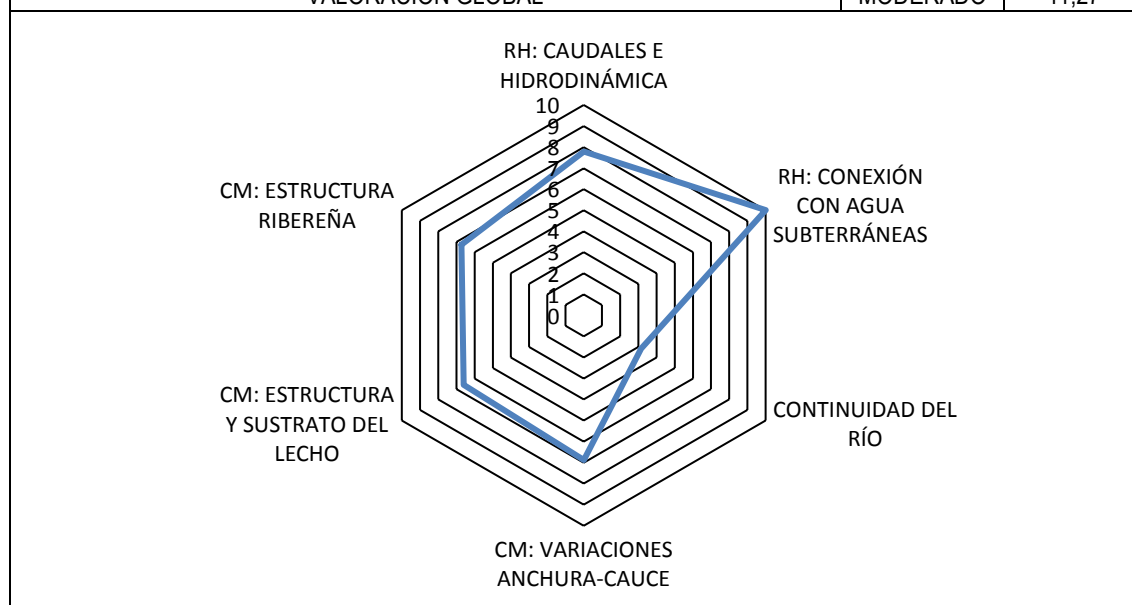 VALORACIÓN GLOBAL MODERADO
RH: CAUDALES E
HIDRODINÁMICA
10
9
8
7
6
5
4
3
2
1
0
RH: CONEXIÓN
CON AGUA
SUBTERRÁNEAS
CONTINUIDAD DEL
RÍO
CM: VARIACIONES
ANCHURA-CAUCE
CM: ESTRUCTURA
Y SUSTRATO DEL
LECHO
CM: ESTRUCTURA
RIBEREÑA